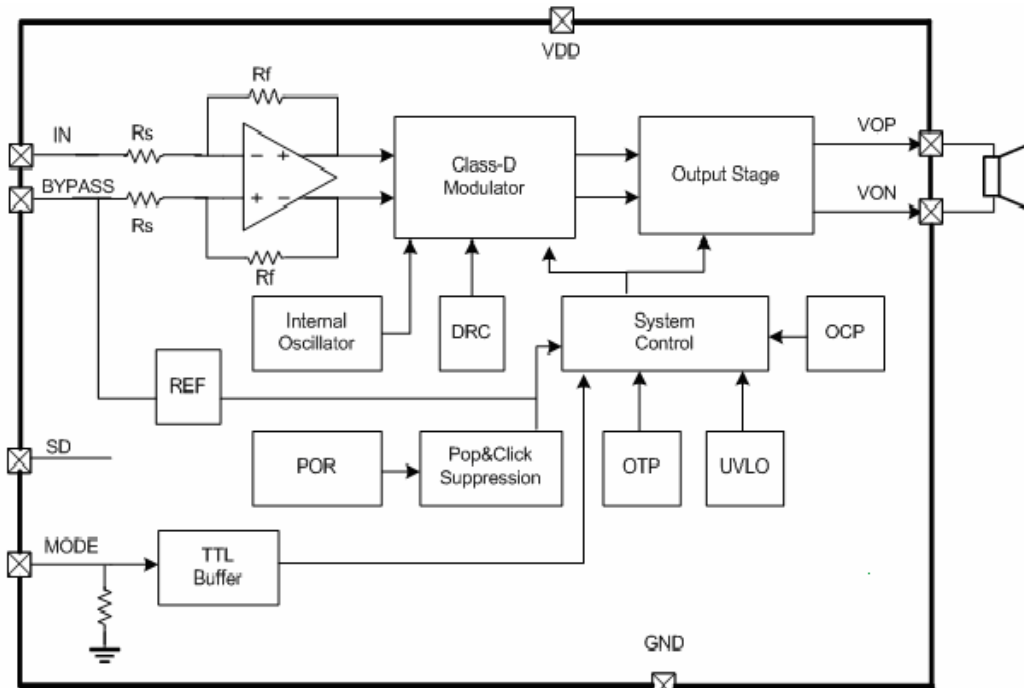 VDD
Rf
IN
Rs
BYPASS
Rs
Rf
Class-D
Modulator
Output Stage
VOP
VON
Internal
Oscillator
DRC
System
Control
OCP
REF
SD
POR
Pop&Click
Suppression
OTP
UVLO
MODE
TTL
Buffer
GND